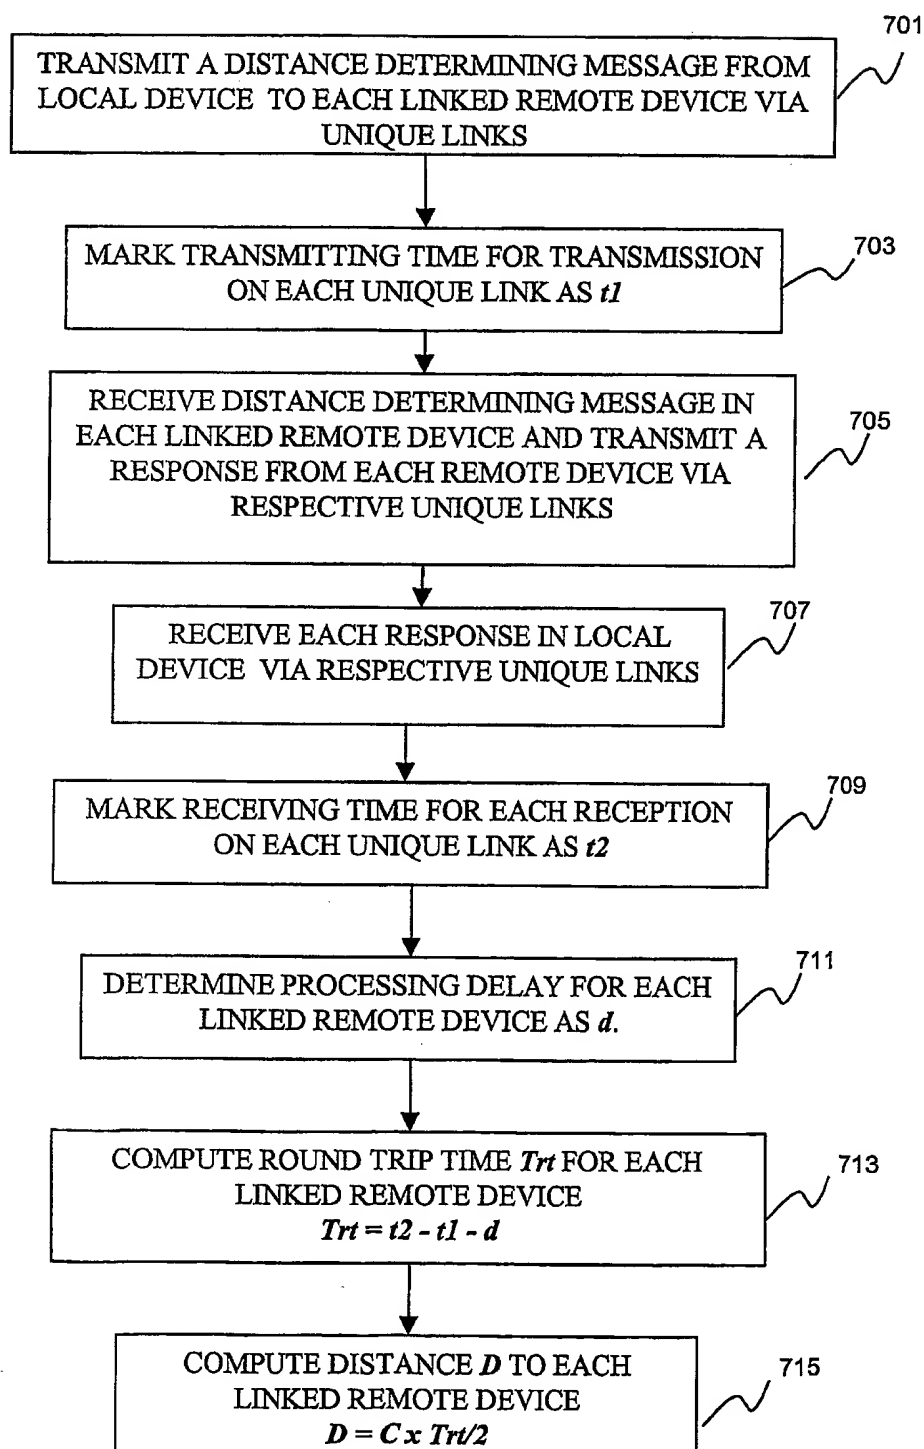 701
TRANSMIT A DISTANCE DETERMINING MESSAGE FROM
LOCAL DEVICE TO EACH LINKED REMOTE DEVICE VIA
UNIQUE LINKS
703
MARK TRANSMITTING TIME FOR TRANSMISSION
ON EACH UNIQUE LINK AS t1
705
RECEIVE DISTANCE DETERMINING MESSAGE IN
EACH LINKED REMOTE DEVICE AND TRANSMIT A
RESPONSE FROM EACH REMOTE DEVICE VIA
RESPECTIVE UNIQUE LINKS
707
RECEIVE EACH RESPONSE IN LOCAL
DEVICE VIA RESPECTIVE UNIQUE LINKS
709
MARK RECEIVING TIME FOR EACH RECEPTION
ON EACH UNIQUE LINK AS t2
711
DETERMINE PROCESSING DELAY FOR EACH
LINKED REMOTE DEVICE AS d.
713
COMPUTE ROUND TRIP TIME Trt FOR EACH
LINKED REMOTE DEVICE
Trt = t2 - t1 - d
715
COMPUTE DISTANCE D TO EACH
LINKED REMOTE DEVICE
D = C x Trt/2